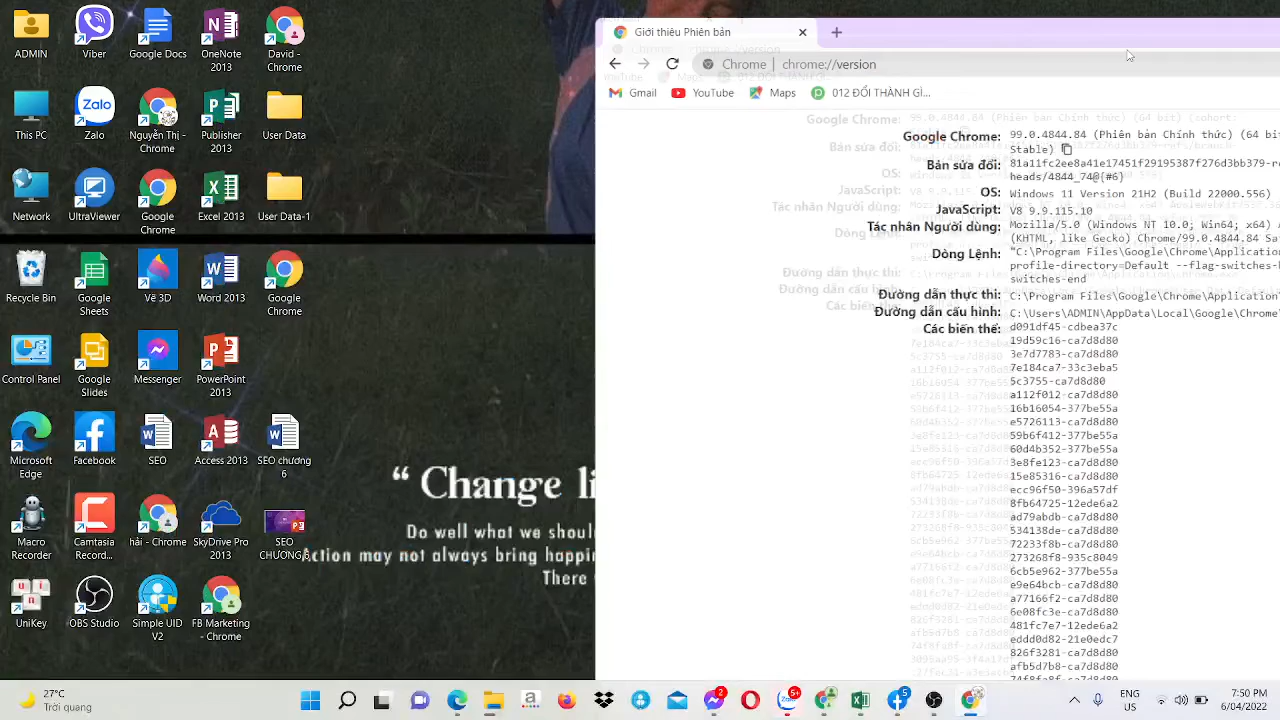 ADMIN
Viber
Google Docs
OneNote 2013
Google Chrome
This PC
Zalo
Nguyễn Thị - Chrome
Publisher 2013
User Data
Network
UltraViewer
Google Chrome
Excel 2013
User Data-1
Recycle Bin
Google Sheets
Paint 3D
Word 2013
Google Chrome
Control Panel
Google Slides
Messenger
PowerPoint 2013
Microsoft Edge
Facebook
SEO
Access 2013
SEO chương 6
Macro Recorder
Camtasia Recorder
hải - Chrome
SkyDrive Pro 2013
SEO CHUONG
UniKey
OBS Studio
Simple UID V2
FB Marketing - Chrome
“ Change li
Do well what we shoul
Action may not always bring happi
There
Giới thiệu Phiên bản
Chrome | chrome://version
Gmail YouTube Maps 012 ĐỔI THÀNH GÌ...
Google Chrome: 99.0.4844.84 (Phiên bản Chính thức) (64 bi
Stable)
Bản sửa đổi: 81a11fc2ee8a41e17451f29195387f276d3bb379-r
heads/4844_74@{#6}
OS: Windows 11 Version 21H2 (Build 22000.556)
JavaScript: V8 9.9.115.10
Tác nhân Người dùng: Mozilla/5.0 (Windows NT 10.0; Win64; x64)
(KHTML, like Gecko) Chrome/99.0.4844.84 Sa
Dòng Lệnh: "C:\Program Files\Google\Chrome\Applicatio
profile-directory=Default --flag-switches-
switches-end
Đường dẫn thực thi: C:\Program Files\Google\Chrome\Application
Đường dẫn cấu hình: C:\Users\ADMIN\AppData\Local\Google\Chrome
Các biến thể: d091df45-cdbea37c
19d59c16-ca7d8d80
3e7d7783-ca7d8d80
7e184ca7-33c3eba5
5c3755-ca7d8d80
a112f012-ca7d8d80
16b16054-377be55a
e5726113-ca7d8d80
59b6f412-377be55a
60d4b352-377be55a
3e8fe123-ca7d8d80
15e85316-ca7d8d80
ecc96f50-396a57df
8fb64725-12ede6a2
ad79abdb-ca7d8d80
534138de-ca7d8d80
72233f8b-ca7d8d80
273203f8-935c8049
6cb5e962-377be55a
e9e64bcb-ca7d8d80
a77166f2-ca7d8d80
6e08fc3e-ca7d8d80
481fc7e7-12ede6a2
eddd0d82-21e0edc7
826f3281-ca7d8d80
afb5d7b8-ca7d8d80
27°C
Trời quang
2
5+
5
ENG
US
7:30 PM
6/04/2022